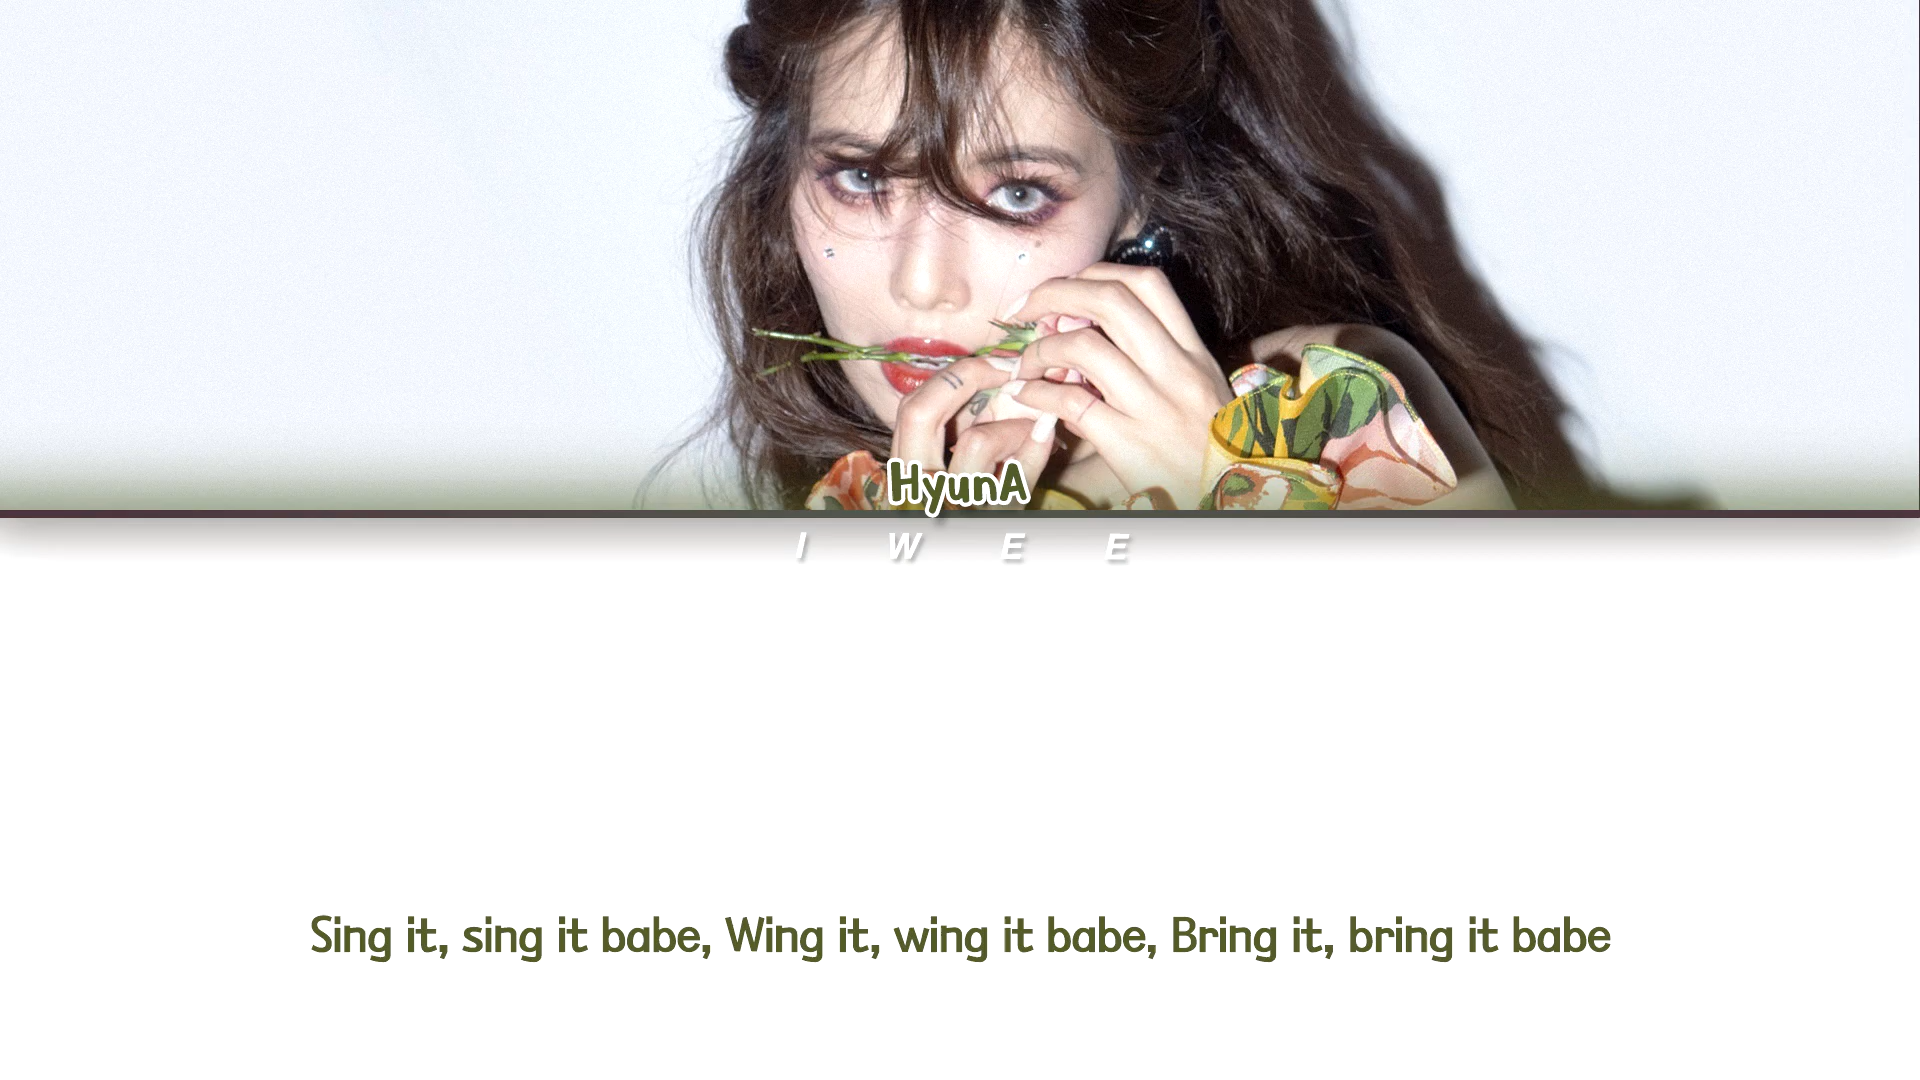 HyunA
I W E E
Sing it, sing it babe, Wing it, wing it babe, Bring it, bring it babe